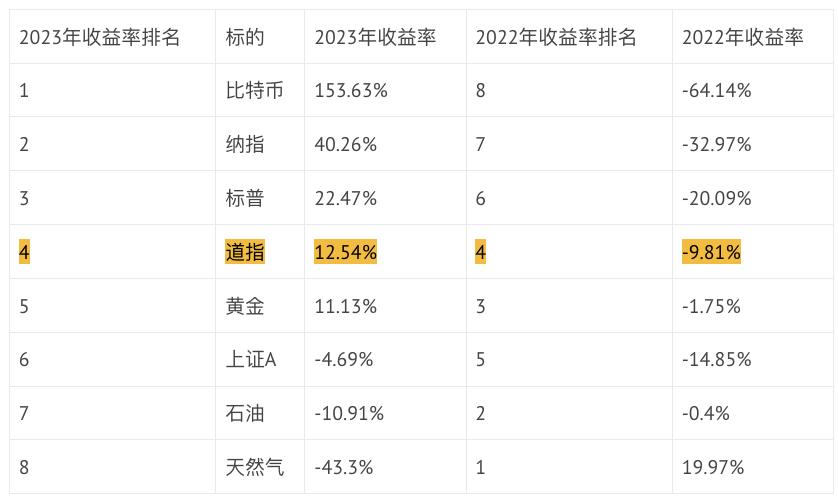 2023年收益率排名 标的 2023年收益率 2022年收益率排名 2022年收益率
1 比特币 153.63% 8 -64.14%
2 纳指 40.26% 7 -32.97%
3 标普 22.47% 6 -20.09%
4 道指 12.54% 4 -9.81%
5 黄金 11.13% 3 -1.75%
6 上证A -4.69% 5 -14.85%
7 石油 -10.91% 2 -0.4%
8 天然气 -43.3% 1 19.97%